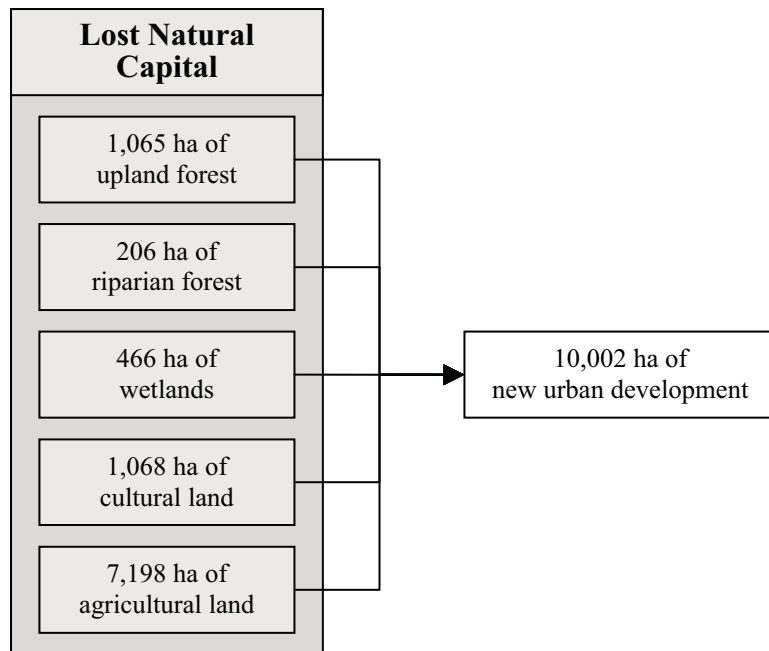 Lost Natural
Capital
1,065 ha of
upland forest
206 ha of
riparian forest
466 ha of
wetlands
1,068 ha of
cultural land
7,198 ha of
agricultural land
10,002 ha of
new urban development